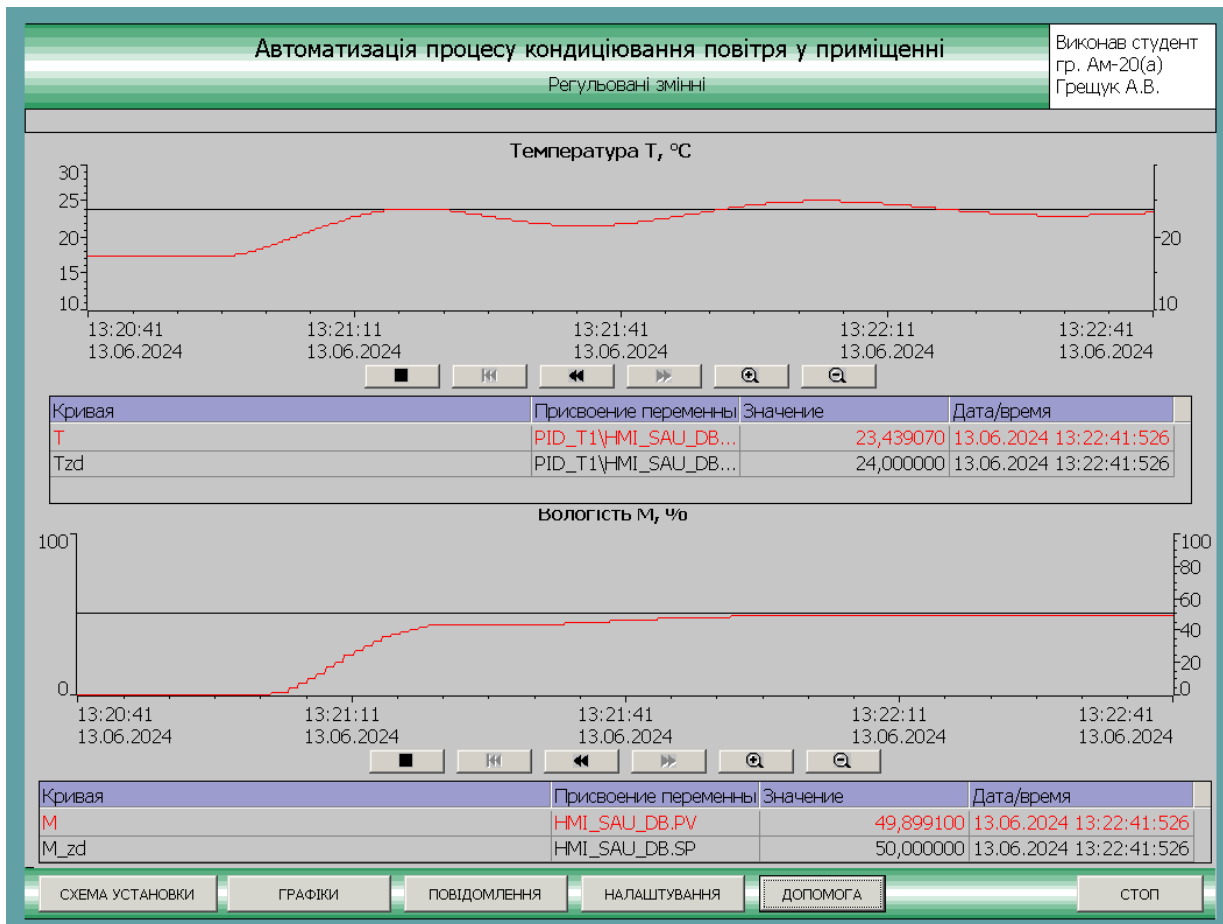 Автоматизація процесу кондиціювання повітря у приміщенні
Регульовані змінні
Виконав студент
гр. Ам-20(а)
Грещук А.В.
Температура Т, °С
30
25
20
15
10
20
10
13:20:41 13:21:11 13:21:41 13:22:11 13:22:41
13.06.2024 13.06.2024 13.06.2024 13.06.2024 13.06.2024
Кривая Присвоение переменны Значение Дата/время
T PID_T1\HMI_SAU_DB... 23,439070 13.06.2024 13:22:41:526
Tzd PID_T1\HMI_SAU_DB... 24,000000 13.06.2024 13:22:41:526
Вологість М, %
100
0
100
80
60
40
20
0
13:20:41 13:21:11 13:21:41 13:22:11 13:22:41
13.06.2024 13.06.2024 13.06.2024 13.06.2024 13.06.2024
Кривая Присвоение переменны Значение Дата/время
M HMI_SAU_DB.PV 49,899100 13.06.2024 13:22:41:526
M_zd HMI_SAU_DB.SP 50,000000 13.06.2024 13:22:41:526
СХЕМА УСТАНОВКИ ГРАФІКИ ПОВІДОМЛЕННЯ НАЛАШТУВАННЯ ДОПОМОГА СТОП